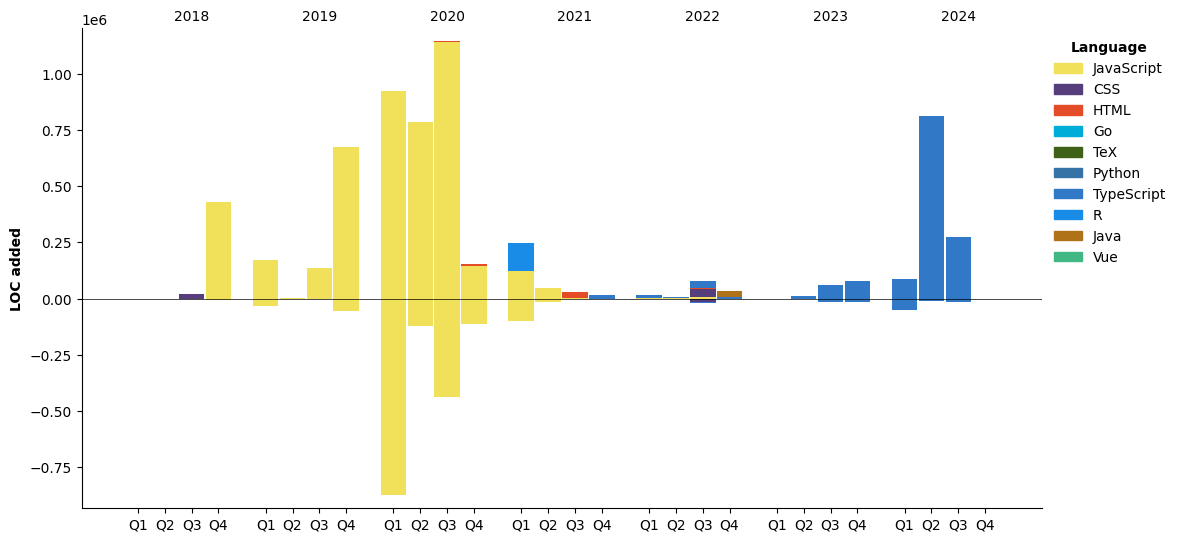 1e6
2018 2019 2020 2021 2022 2023 2024
LOC added
1.00
0.75
0.50
0.25
0.00
−0.25
−0.50
−0.75
Q1 Q2 Q3 Q4 Q1 Q2 Q3 Q4 Q1 Q2 Q3 Q4 Q1 Q2 Q3 Q4 Q1 Q2 Q3 Q4 Q1 Q2 Q3 Q4 Q1 Q2 Q3 Q4
Language
JavaScript
CSS
HTML
Go
TeX
Python
TypeScript
R
Java
Vue